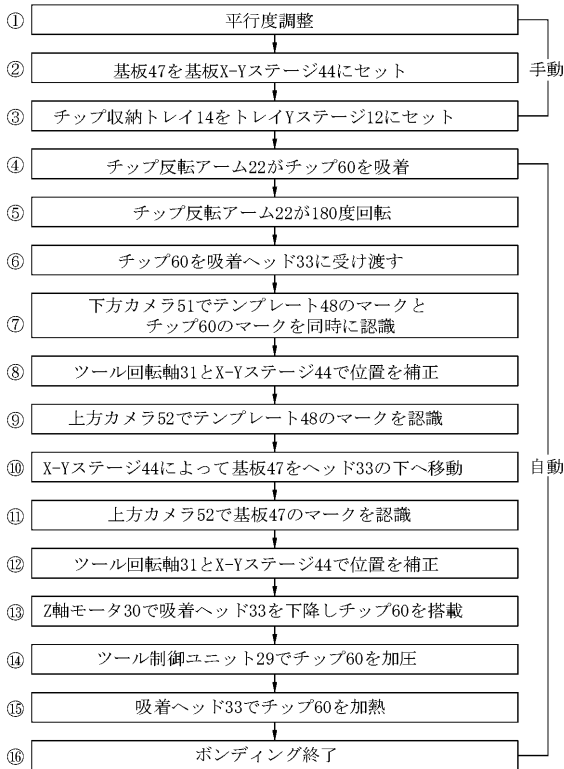 ① 平行度調整
② 基板47を基板X-Yステージ44にセット
手動
③ チップ収納トレイ14をトレイYステージ12にセット
④ チップ反転アーム22がチップ60を吸着
⑤ チップ反転アーム22が180度回転
⑥ チップ60を吸着ヘッド33に受け渡す
⑦ 下方カメラ51でテンプレート48のマークと
チップ60のマークを同時に認識
⑧ ツール回転軸31とX-Yステージ44で位置を補正
⑨ 上方カメラ52でテンプレート48のマークを認識
⑩ X-Yステージ44によって基板47をヘッド33の下へ移動
自動
⑪ 上方カメラ52で基板47のマークを認識
⑫ ツール回転軸31とX-Yステージ44で位置を補正
⑬ Z軸モータ30で吸着ヘッド33を下降しチップ60を搭載
⑭ ツール制御ユニット29でチップ60を加圧
⑮ 吸着ヘッド33でチップ60を加熱
⑯ ボンディング終了